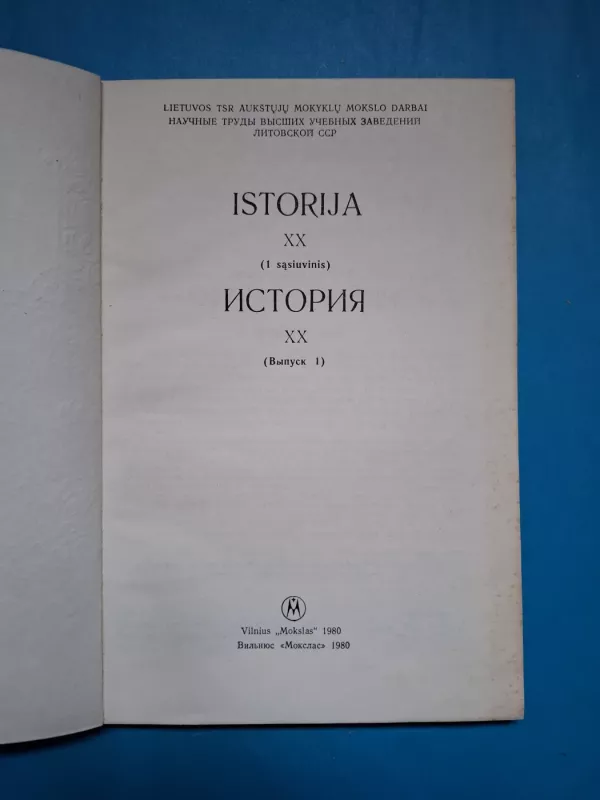 LIETUVOS TSR AUKŠTŲJŲ MOKYKLŲ MOKSLO DARBAI
НАУЧНЫЕ ТРУДЫ ВЫСШИХ УЧЕБНЫХ ЗАВЕДЕНИЙ
ЛИТОВСКОЙ ССР
ISTORIJA
XX
(1 sąsiuvinis)
ИСТОРИЯ
XX
(Выпуск 1)
M
Vilnius „Mokslas“ 1980
Вильнюс «Мокслас» 1980